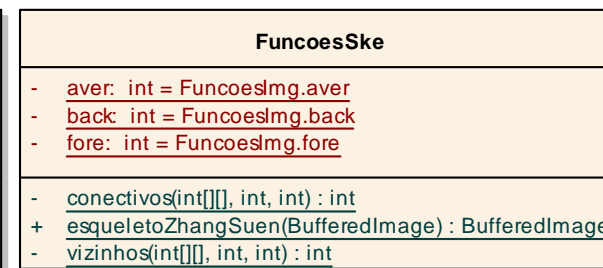 FuncoesSke
- aver: int = FuncoesImg.aver
- back: int = FuncoesImg.back
- fore: int = FuncoesImg.fore
- conectivos(int[][], int, int) : int
+ esqueletoZhangSuen(BufferedImage) : BufferedImage
- vizinhos(int[][], int, int) : int